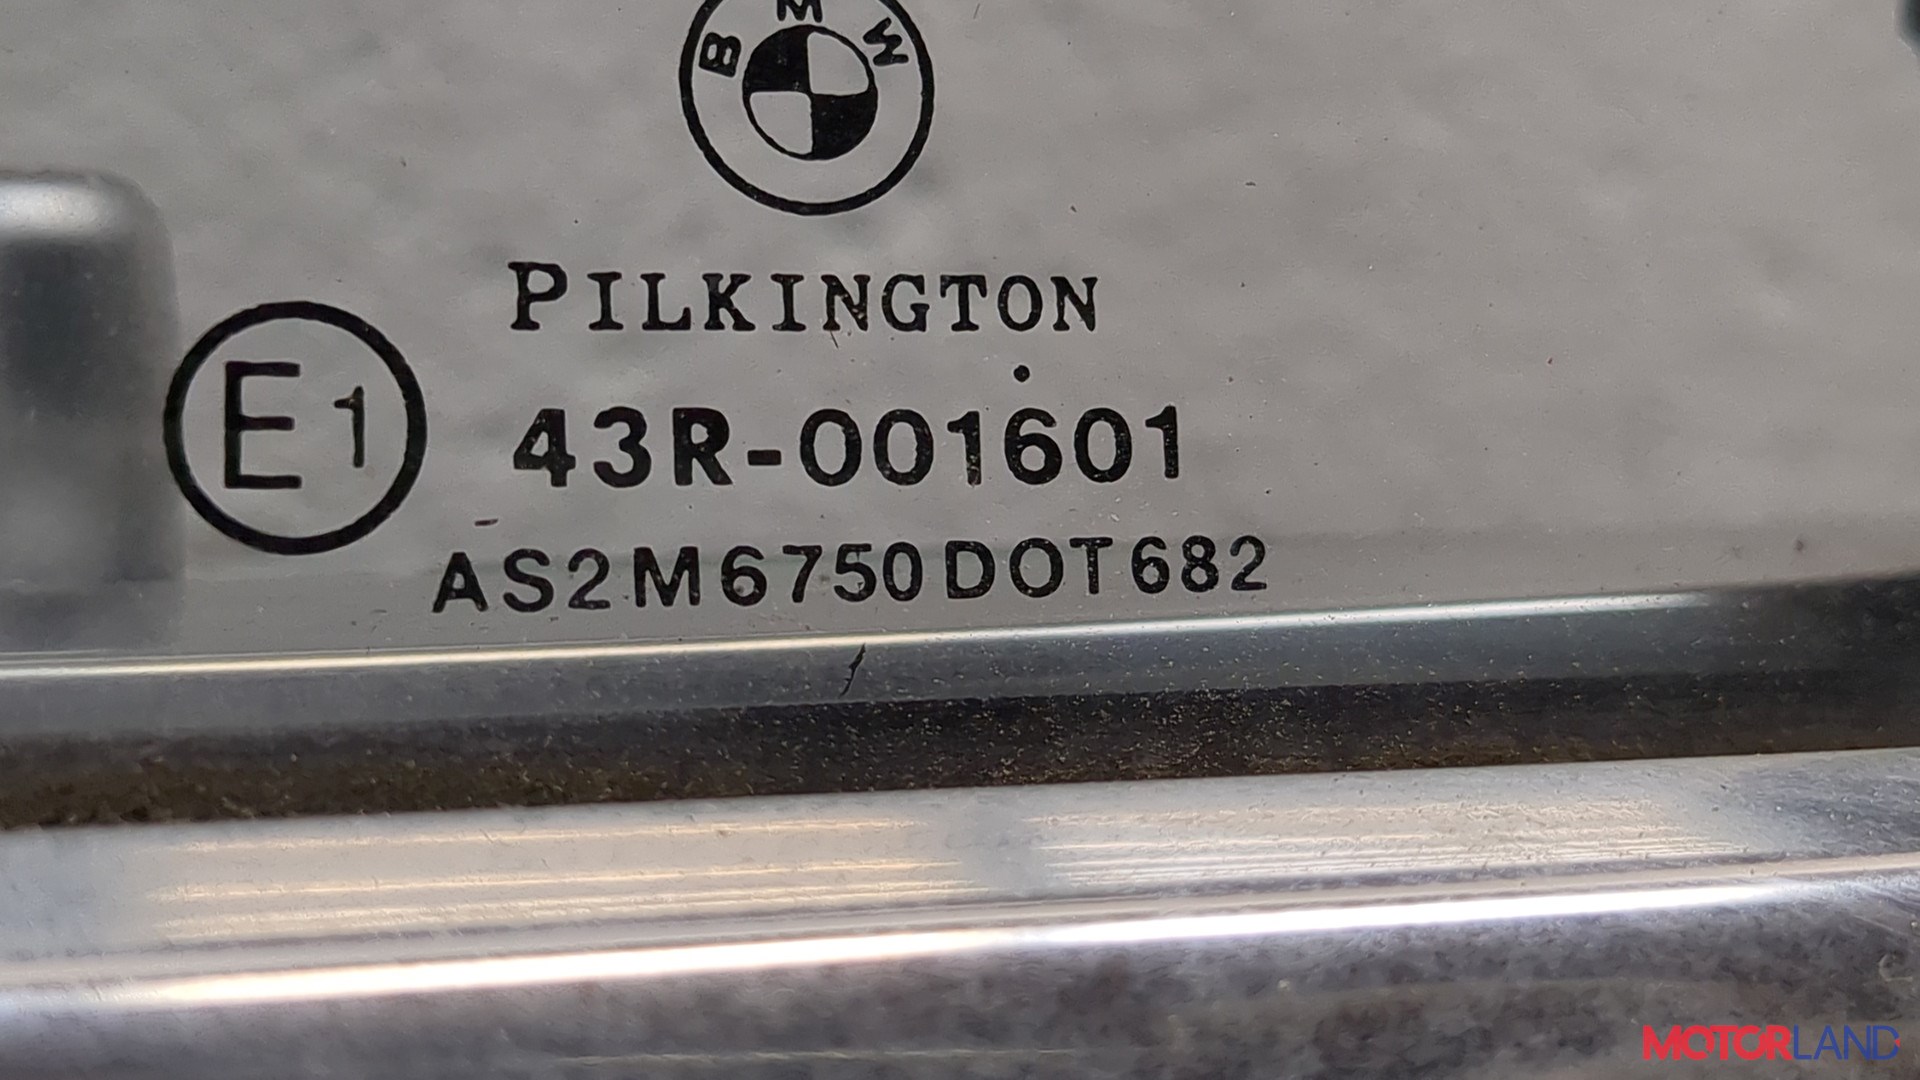 BMW
PILKINGTON
E1
43R-001601
AS2M6750DOT682
MOTORLAND